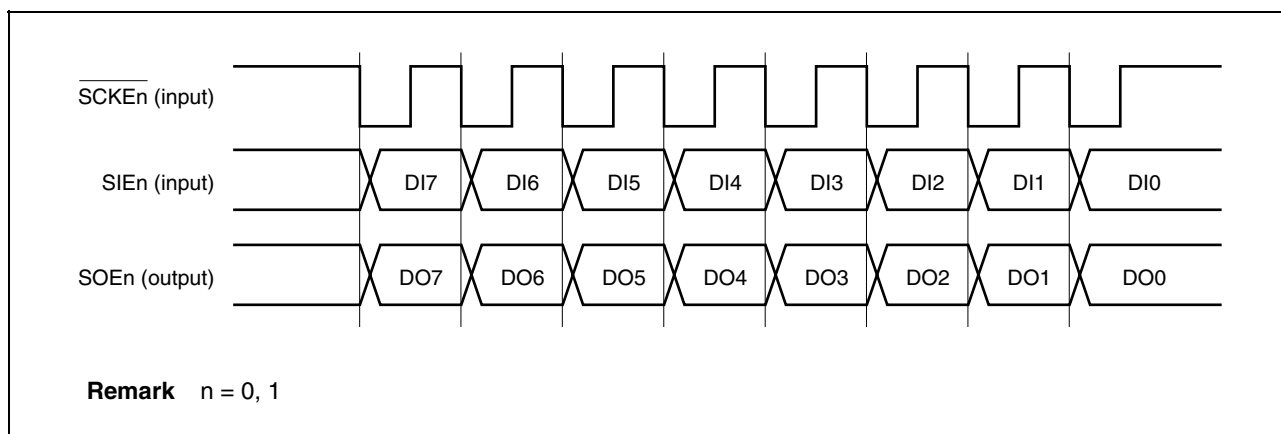 SCKEn (input)
SIEn (input) DI7 DI6 DI5 DI4 DI3 DI2 DI1 DI0
SOEn (output) DO7 DO6 DO5 DO4 DO3 DO2 DO1 DO0
Remark n = 0, 1